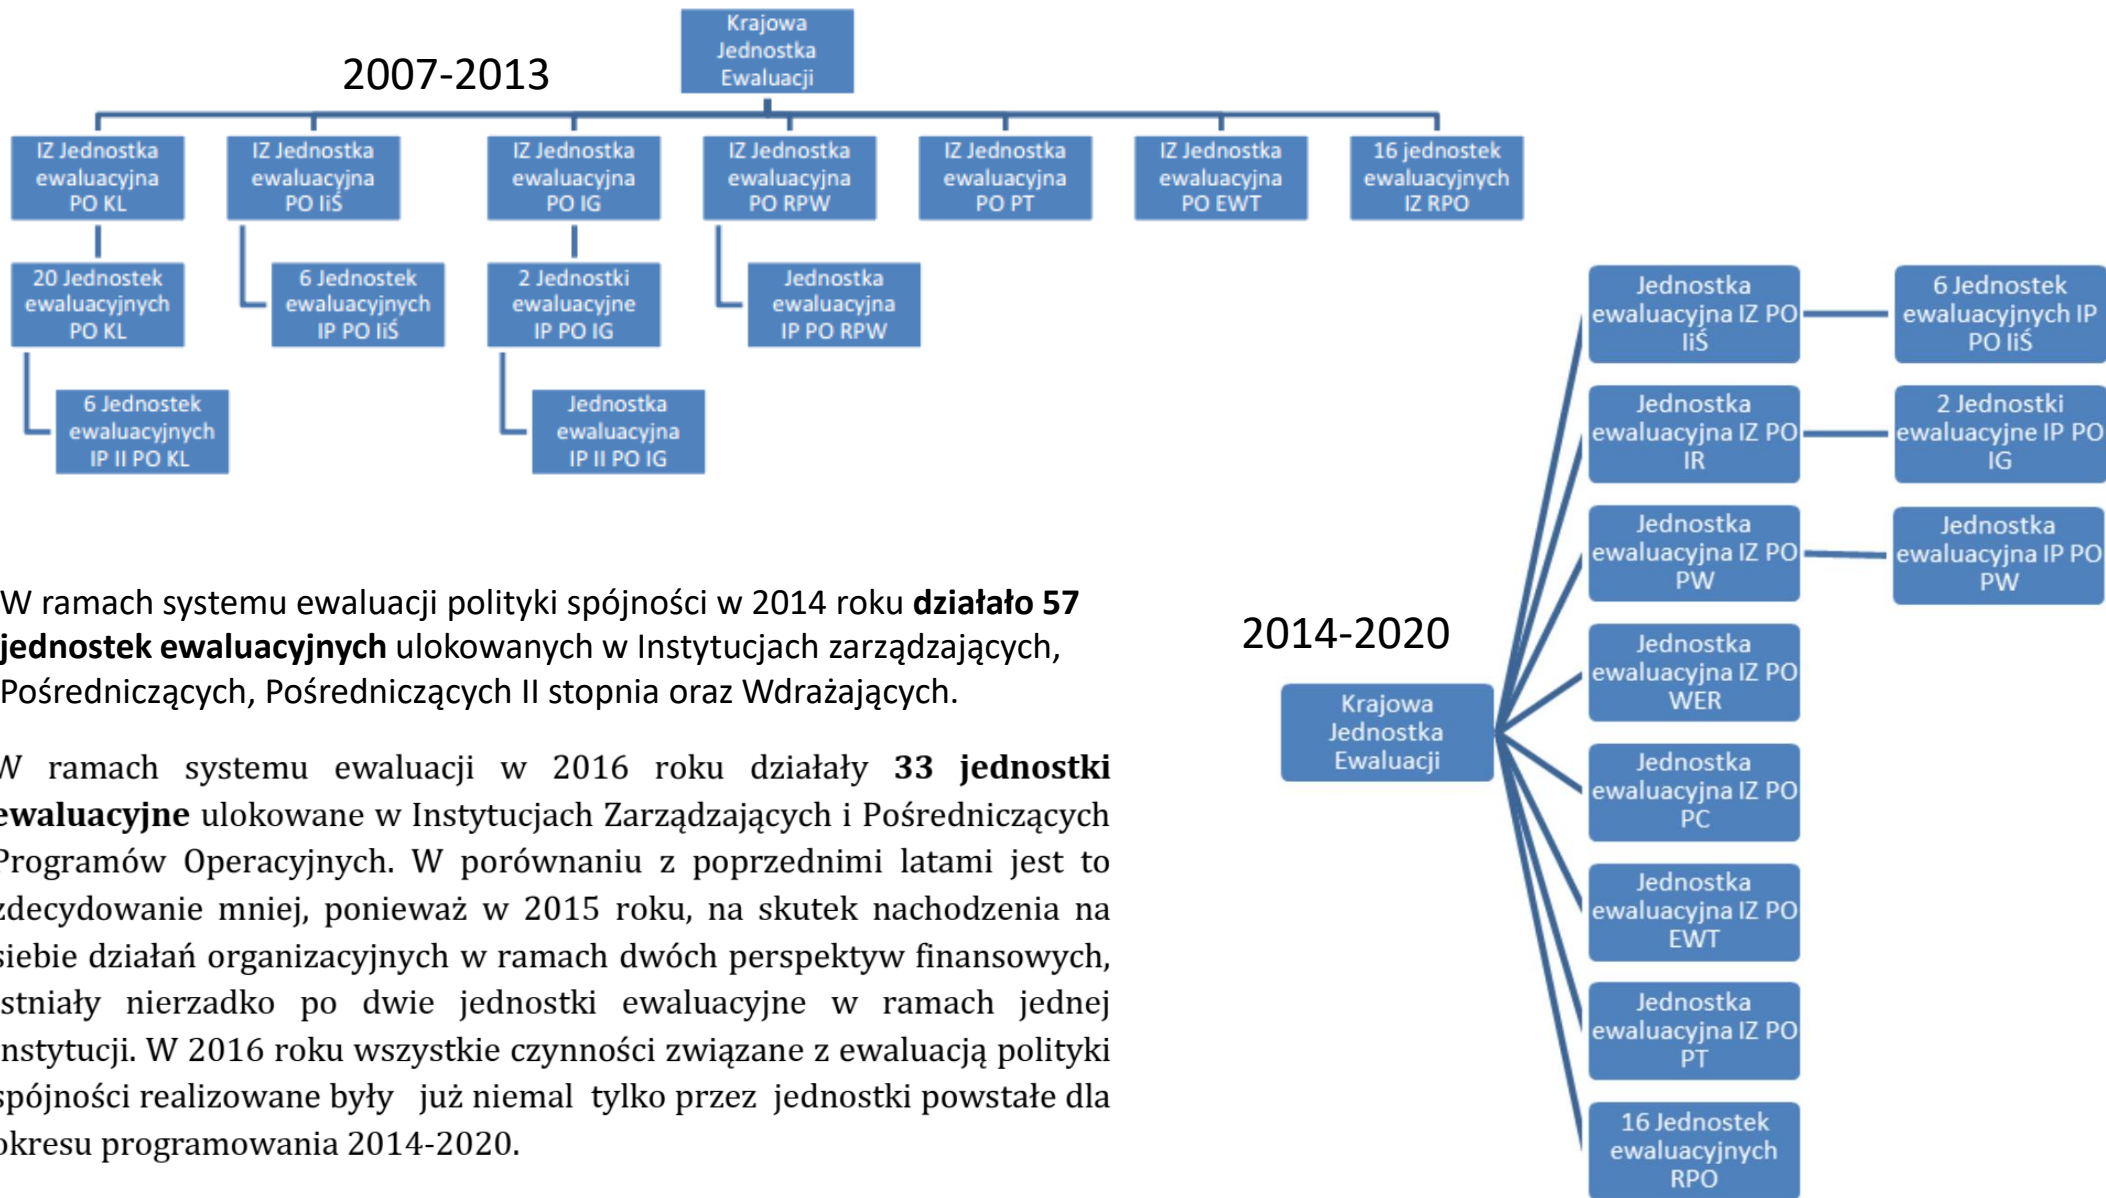 Krajowa
Jednostka
Ewaluacji
2007-2013
IZ Jednostka
ewaluacyjna
PO KL
IZ Jednostka
ewaluacyjna
PO IiŚ
IZ Jednostka
ewaluacyjna
PO IG
IZ Jednostka
ewaluacyjna
PO RPW
IZ Jednostka
ewaluacyjna
PO PT
IZ Jednostka
ewaluacyjna
PO EWT
16 jednostek
ewaluacyjnych
IZ RPO
20 Jednostek
ewaluacyjnych
PO KL
6 Jednostek
ewaluacyjnych
IP PO IiŚ
2 Jednostki
ewaluacyjne
IP PO IG
Jednostka
ewaluacyjna
IP PO RPW
6 Jednostek
ewaluacyjnych
IP II PO KL
Jednostka
ewaluacyjna
IP II PO IG
W ramach systemu ewaluacji polityki spójności w 2014 roku działało 57
jednostek ewaluacyjnych ulokowanych w Instytucjach zarządzających,
Pośredniczących, Pośredniczących II stopnia oraz Wdrażających.
W ramach systemu ewaluacji w 2016 roku działały 33 jednostki
ewaluacyjne ulokowane w Instytucjach Zarządzających i Pośredniczących
Programów Operacyjnych. W porównaniu z poprzednimi latami jest to
zdecydowanie mniej, ponieważ w 2015 roku, na skutek nachodzenia na
siebie działań organizacyjnych w ramach dwóch perspektyw finansowych,
istniały nierzadko po dwie jednostki ewaluacyjne w ramach jednej
instytucji. W 2016 roku wszystkie czynności związane z ewaluacją polityki
spójności realizowane były już niemal tylko przez jednostki powstałe dla
okresu programowania 2014-2020.
2014-2020
Krajowa
Jednostka
Ewaluacji
Jednostka
ewaluacyjna IZ PO
IiŚ
6 Jednostek
ewaluacyjnych IP
PO IiŚ
Jednostka
ewaluacyjna IZ PO
IR
2 Jednostki
ewaluacyjne IP PO
IG
Jednostka
ewaluacyjna IZ PO
PW
Jednostka
ewaluacyjna IP PO
PW
Jednostka
ewaluacyjna IZ PO
WER
Jednostka
ewaluacyjna IZ PO
PC
Jednostka
ewaluacyjna IZ PO
EWT
Jednostka
ewaluacyjna IZ PO
PT
16 Jednostek
ewaluacyjnych
RPO